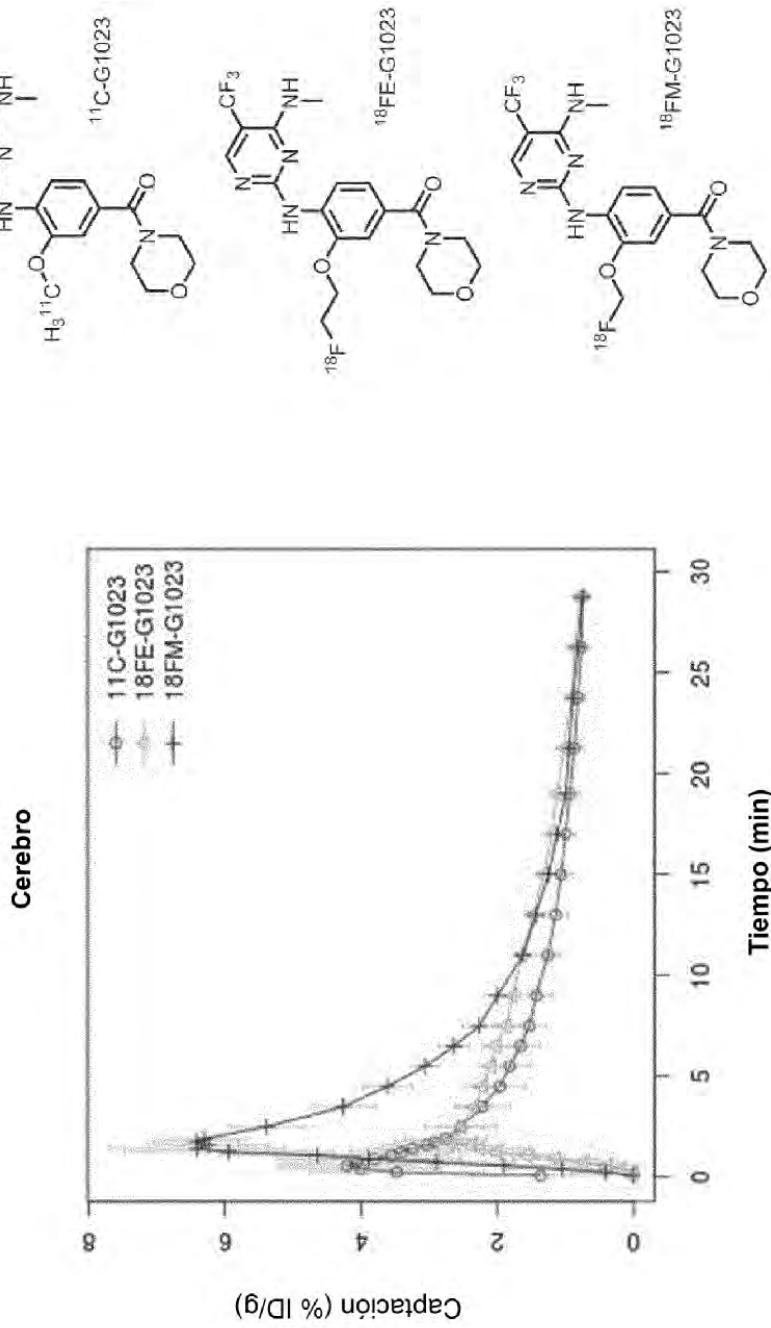 Cerebro
11C-G1023
18FE-G1023
18FM-G1023
Captación (% ID/g)
8
6
4
2
0
0
5
10
15
20
25
30
Tiempo (min)
HN
N
NH
H₃¹¹C
O
N
O
O
¹¹C-G1023
CF₃
N
N
NH
HN
O
¹⁸F
N
O
O
¹⁸FE-G1023
CF₃
N
N
NH
HN
O
¹⁸F
N
O
O
¹⁸FM-G1023